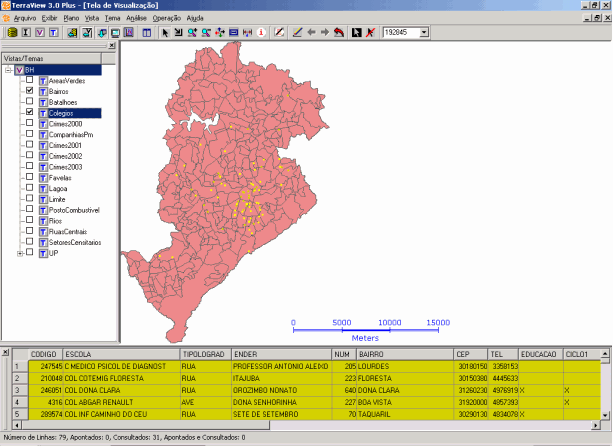 TerraView 3.0 Plus - [Tela de Visualização]
Arquivo Exibir Plano Vista Tema Análise Operação Ajuda
192845
Vistas/Temas
BH
AreasVerdes
Bairros
Batalhoes
Colegios
Crimes2000
CompanhiasPm
Crimes2001
Crimes2002
Crimes2003
Favelas
Lagoa
Limite
PostoCombustivel
Rios
RuasCentrais
SetoresCensitarios
UP
0 5000 10000 15000
Meters
CODIGO ESCOLA TIPOLOGRAD ENDER NUM BAIRRO CEP TEL EDUCACAO CICLO1
1 247545 C MEDICO PSICOL DE DIAGNOST RUA PROFESSOR ANTONIO ALEIXO 205 LOURDES 30180150 3358153
2 210048 COL COTEMIG FLORESTA RUA ITAJUBA 223 FLORESTA 30150380 4445633
3 246051 COL DONA CLARA RUA OROZIMBO NONATO 640 DONA CLARA 31260230 4976919 X X
4 4316 COL ABGAR RENAULT AVE DONA SENHORINHA 227 BOA VISTA 31920000 4857393 X
5 289574 COL INF CAMINHO DO CEU RUA SETE DE SETEMBRO 70 TAQUARIL 30290130 4834078 X
Número de Linhas: 79, Apontados: 0, Consultados: 31, Apontados e Consultados: 0